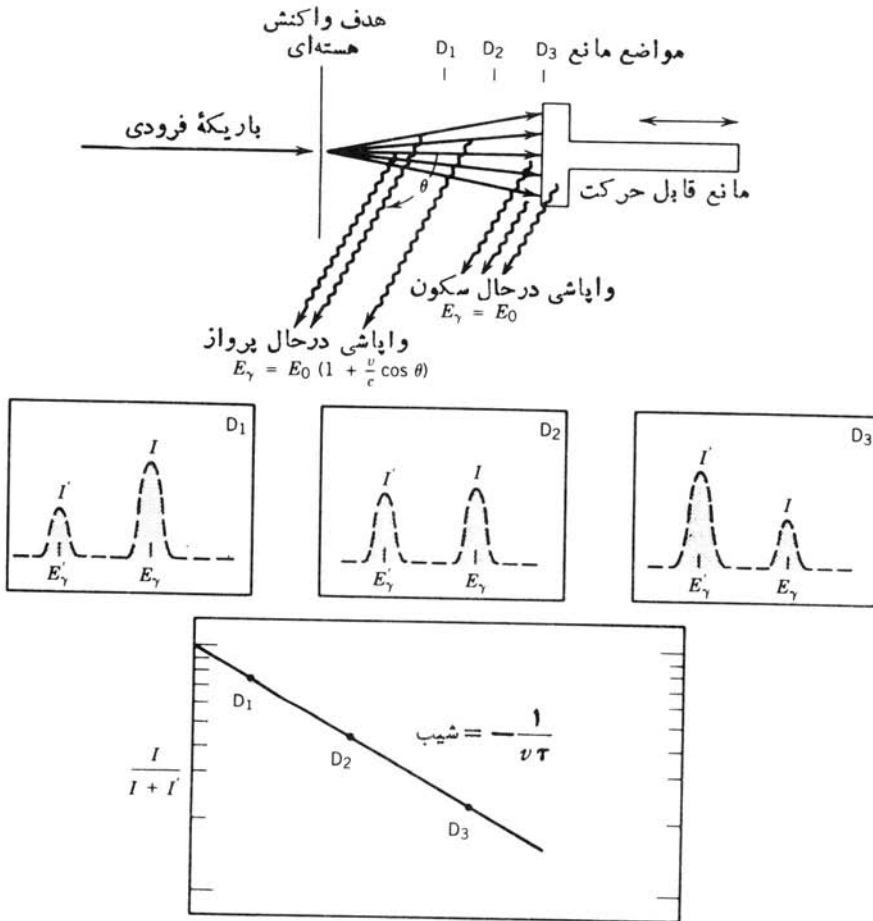 هدف واکنش
هسته‌ای
D₁ D₂ D₃ مواضع مانع
باریکهٔ فرودی
θ
مانع قابل حرکت
واپاشی درحال سکون
Eγ = E₀
واپاشی درحال پرواز
Eγ = E₀ (1 + v/c cos θ)
D₁
I' I
E'γ Eγ
D₂
I' I
E'γ Eγ
D₃
I' I
E'γ Eγ
I / (I + I')
D₁
D₂
D₃
شیب = −۱/(vτ)